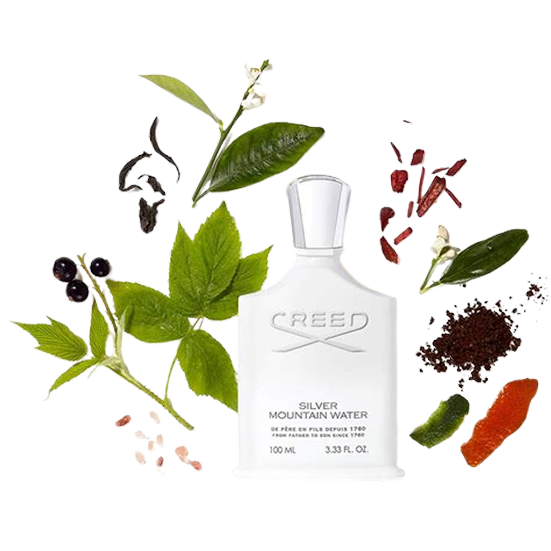 CREED
SILVER
MOUNTAIN WATER
DE PÈRE EN FILS DEPUIS 1760
FROM FATHER TO SON SINCE 1760
100 ML 3.33 FL. OZ.